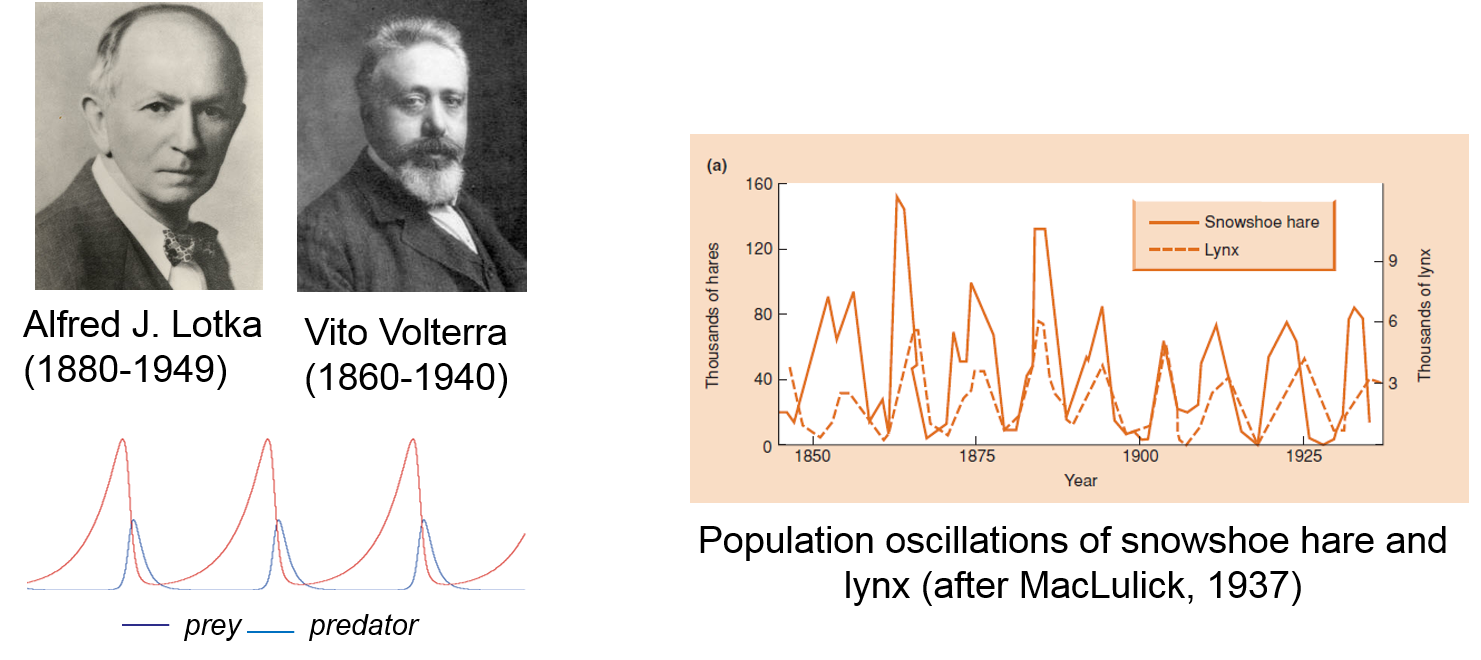 Alfred J. Lotka
(1880-1949)
Vito Volterra
(1860-1940)
prey predator
(a)
160
120
80
40
0
Thousands of hares
Snowshoe hare
Lynx
9
6
3
Thousands of lynx
1850 1875 1900 1925
Year
Population oscillations of snowshoe hare and
lynx (after MacLulick, 1937)